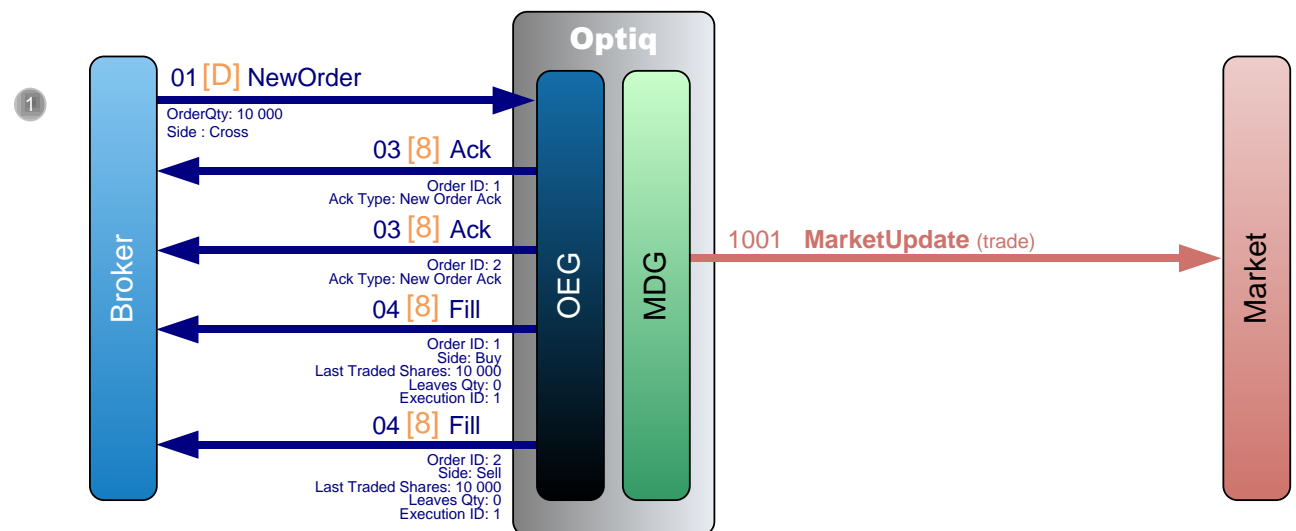 Optiq
1
01 [D] NewOrder
OrderQty: 10 000
Side : Cross
03 [8] Ack
Order ID: 1
Ack Type: New Order Ack
03 [8] Ack
Order ID: 2
Ack Type: New Order Ack
04 [8] Fill
Order ID: 1
Side: Buy
Last Traded Shares: 10 000
Leaves Qty: 0
Execution ID: 1
04 [8] Fill
Order ID: 2
Side: Sell
Last Traded Shares: 10 000
Leaves Qty: 0
Execution ID: 1
Broker
OEG
MDG
1001 MarketUpdate (trade)
Market